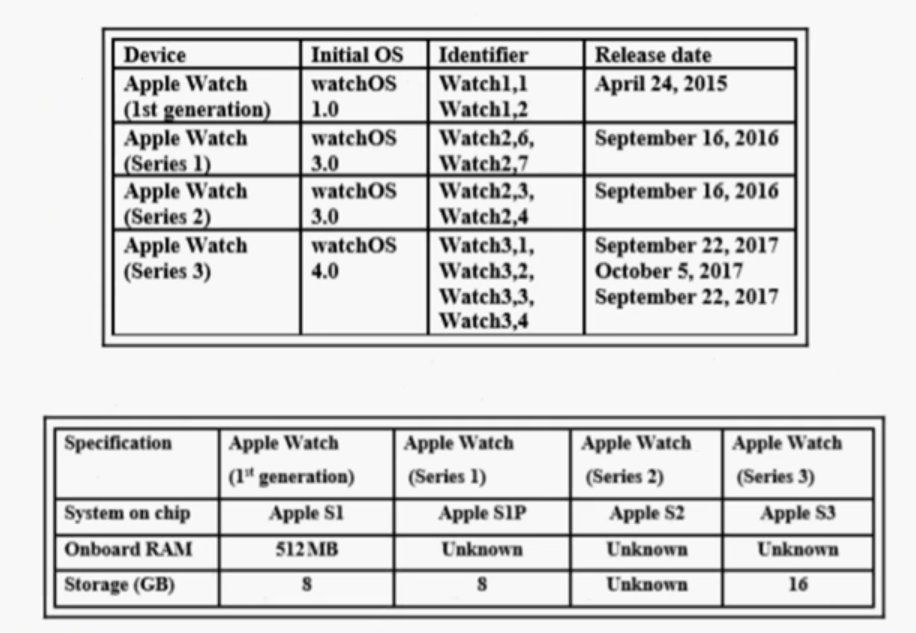 Device Initial OS Identifier Release date
Apple Watch watchOS Watch1,1 April 24, 2015
(1st generation) 1.0 Watch1,2
Apple Watch watchOS Watch2,6, September 16, 2016
(Series 1) 3.0 Watch2,7
Apple Watch watchOS Watch2,3, September 16, 2016
(Series 2) 3.0 Watch2,4
Apple Watch watchOS Watch3,1, September 22, 2017
(Series 3) 4.0 Watch3,2, October 5, 2017
Watch3,3, September 22, 2017
Watch3,4
Specification Apple Watch Apple Watch Apple Watch Apple Watch
(1st generation) (Series 1) (Series 2) (Series 3)
System on chip Apple S1 Apple S1P Apple S2 Apple S3
Onboard RAM 512MB Unknown Unknown Unknown
Storage (GB) 8 8 Unknown 16